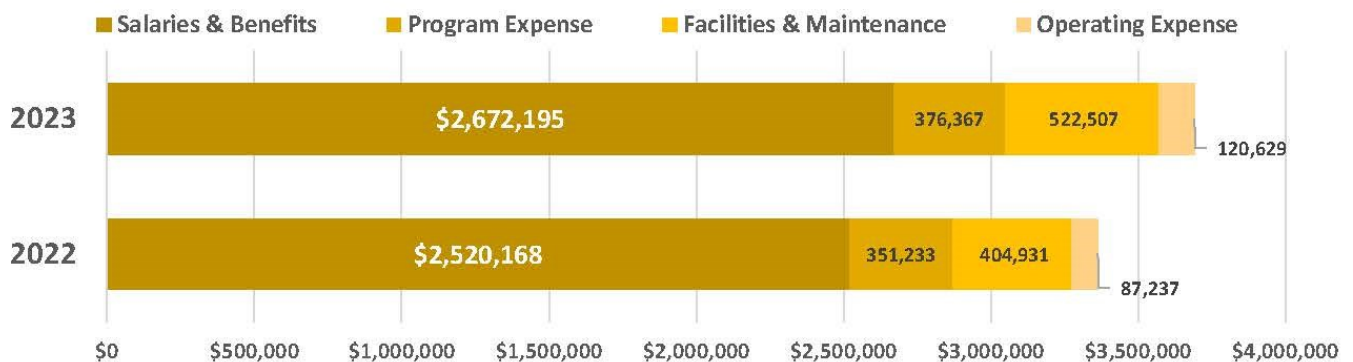 Salaries & Benefits Program Expense Facilities & Maintenance Operating Expense
2023 $2,672,195 376,367 522,507
120,629
2022 $2,520,168 351,233 404,931
87,237
$0 $500,000 $1,000,000 $1,500,000 $2,000,000 $2,500,000 $3,000,000 $3,500,000 $4,000,000